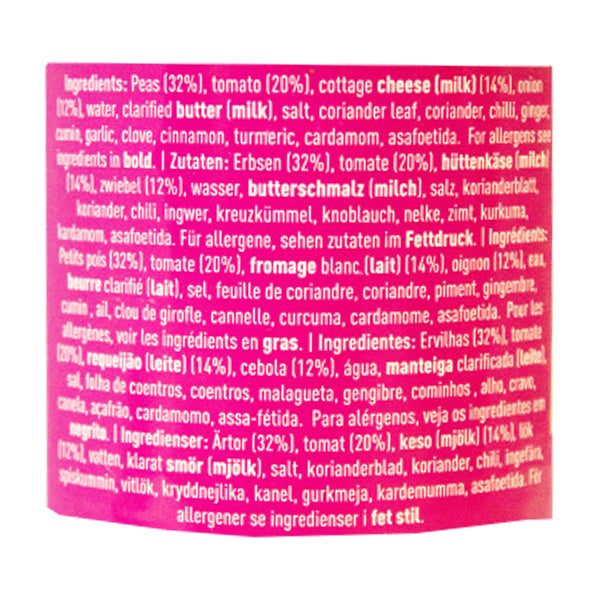 Ingredients: Peas (32%), tomato (20%), cottage cheese (milk) (14%), onion
(12%), water, clarified butter (milk), salt, coriander leaf, coriander, chilli, ginger,
cumin, garlic, clove, cinnamon, turmeric, cardamom, asafoetida. For allergens see
ingredients in bold. | Zutaten: Erbsen (32%), tomate (20%), hüttenkäse (milch)
(14%), zwiebel (12%), wasser, butterschmalz (milch), salz, korianderblatt,
koriander, chili, ingwer, kreuzkümmel, knoblauch, nelke, zimt, kurkuma,
kardamom, asafoetida. Für allergene, sehen zutaten im Fettdruck. | Ingrédients:
Petits pois (32%), tomate (20%), fromage blanc (lait) (14%), oignon (12%), eau,
beurre clarifié (lait), sel, feuille de coriandre, coriandre, piment, gingembre,
cumin , ail, clou de girofle, cannelle, curcuma, cardamome, asafoetida. Pour les
allergènes, voir les ingrédients en gras. | Ingredientes: Ervilhas (32%), tomate
(20%), requeijão (leite) (14%), cebola (12%), água, manteiga clarificada (leite),
sal, folha de coentros, coentros, malagueta, gengibre, cominhos , alho, cravo,
canela, açafrão, cardamomo, assa-fétida. Para alérgenos, veja os ingredientes em
negrito. | Ingredienser: Ärtor (32%), tomat (20%), keso (mjölk) (14%), lök
(12%), vatten, klarat smör (mjölk), salt, korianderblad, koriander, chili, ingefära,
spiskummin, vitlök, kryddnejlika, kanel, gurkmeja, kardemumma, asafoetida. För
allergener se ingredienser i fet stil.